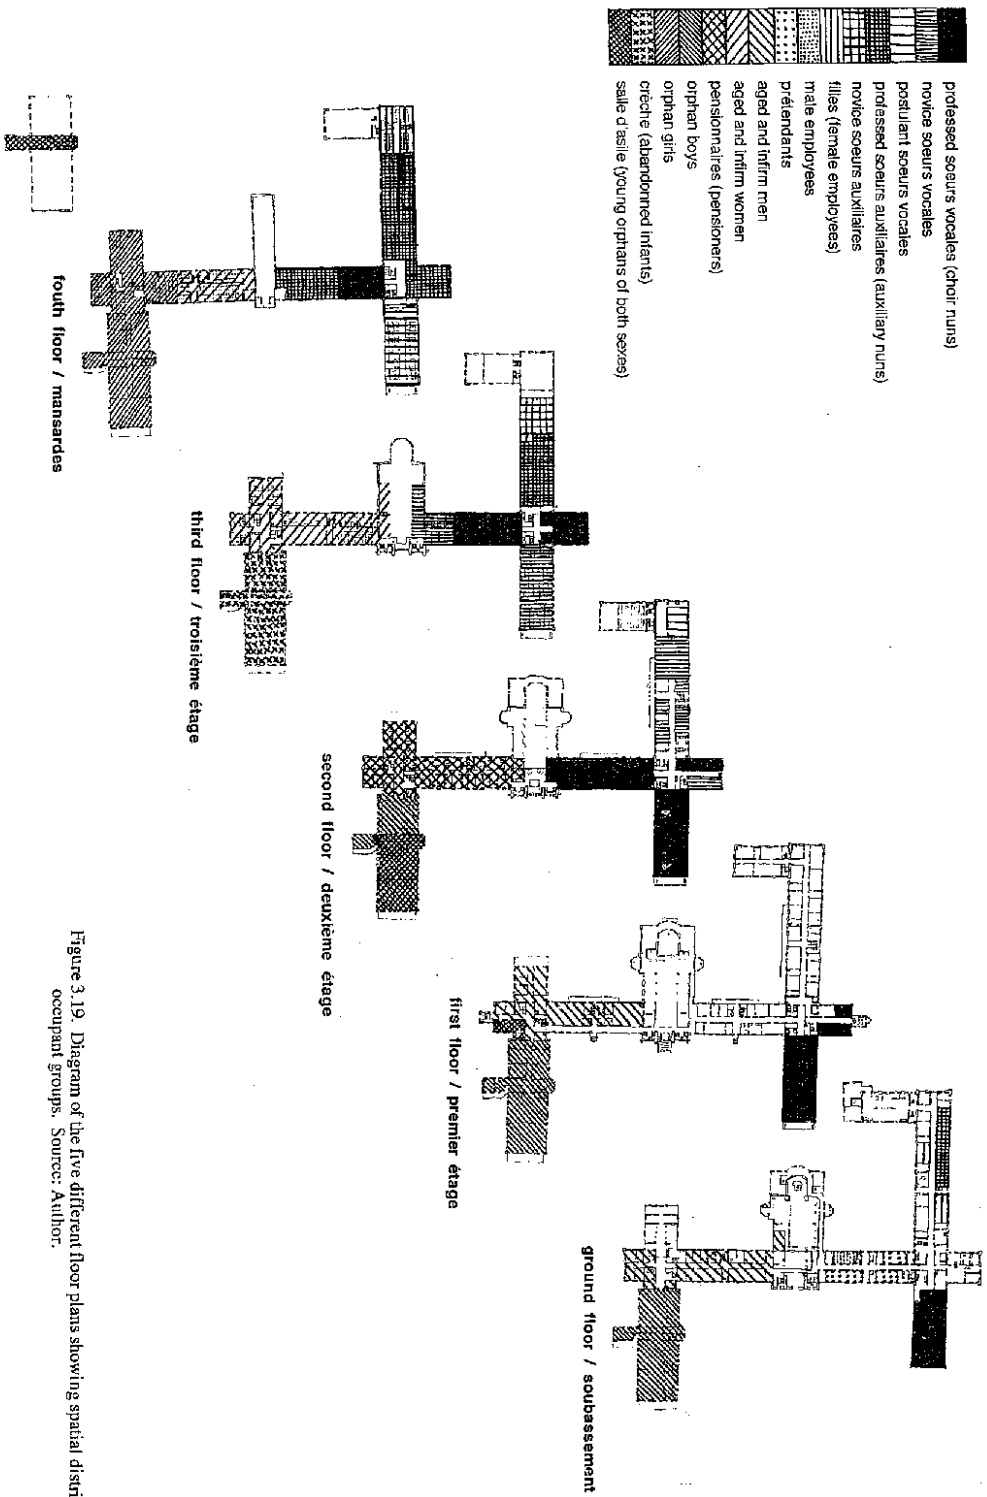 professed soeurs vocales (choir nuns)
novice soeurs vocales
postulant soeurs vocales
professed soeurs auxiliaires (auxiliary nuns)
novice soeurs auxiliaires
filles (female employees)
male employees
prétendants
aged and infirm men
aged and infirm women
pensionnaires (pensioners)
orphan boys
orphan girls
crèche (abandonned infants)
salle d'asile (young orphans of both sexes)
fouth floor / mansardes
third floor / troisième étage
second floor / deuxième étage
first floor / premier étage
ground floor / soubassement
Figure 3.19. Diagram of the five different floor plans showing spatial distri
occupant groups. Source: Author.